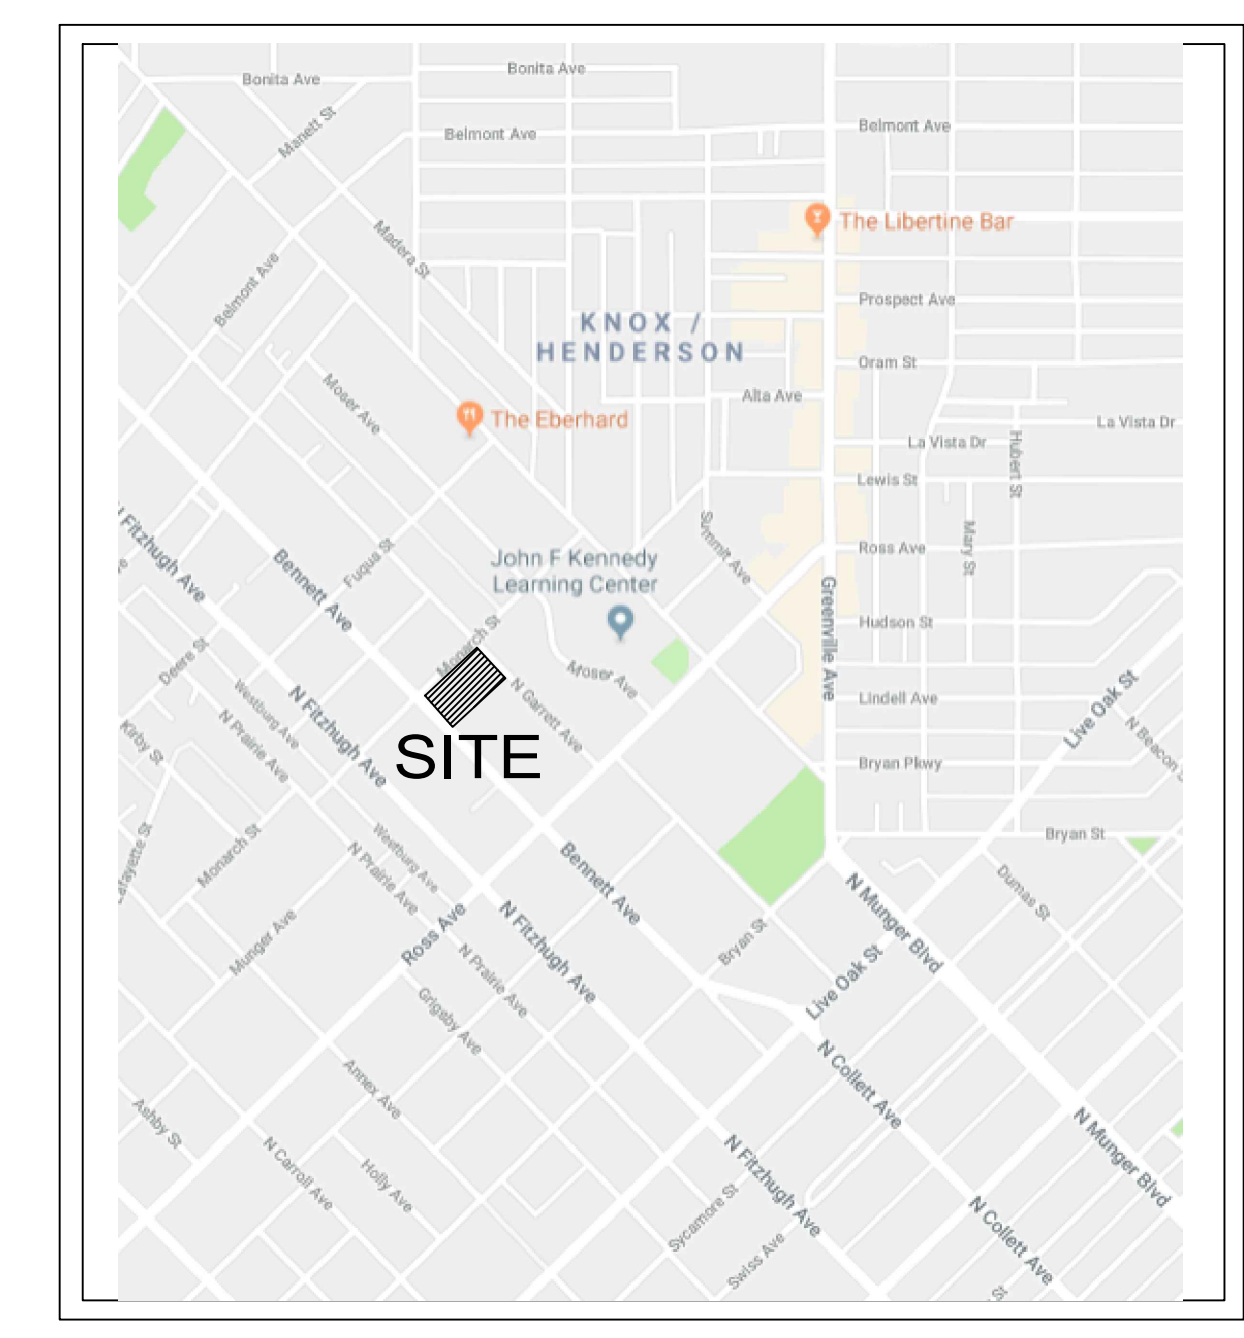 Bonita Ave
Bonita Ave
Manett St
Belmont Ave
Belmont Ave
The Libertine Bar
Madera St
Belmont Ave
Prospect Ave
KNOX /
HENDERSON
Oram St
Moser Ave
Alta Ave
The Eberhard
La Vista Dr
La Vista Dr
Hubert St
Lewis St
N Fitzhugh Ave
Bennett Ave
Fuqua St
Summit Ave
Ross Ave
Mary St
John F Kennedy
Learning Center
Greenville Ave
Hudson St
Monarch St
Deere St
Moser Ave
Westburg Ave
N Fitzhugh Ave
N Garrett Ave
Lindell Ave
Live Oak St
N Prairie Ave
Kirby St
SITE
N Beacon S
Bryan Pkwy
Bryan St
Lafayette St
Monarch St
Westburg Ave
N Prairie Ave
Bennett Ave
Dumas St
N Munger Blvd
Munger Ave
Ross Ave
N Fitzhugh Ave
Bryan St
N Prairie Ave
Live Oak St
Grigsby Ave
N Collett Ave
Annex Ave
Ashby St
N Carroll Ave
Holly Ave
N Fitzhugh Ave
N Munger Blvd
Sycamore St
Swiss Ave
N Collett Ave
St